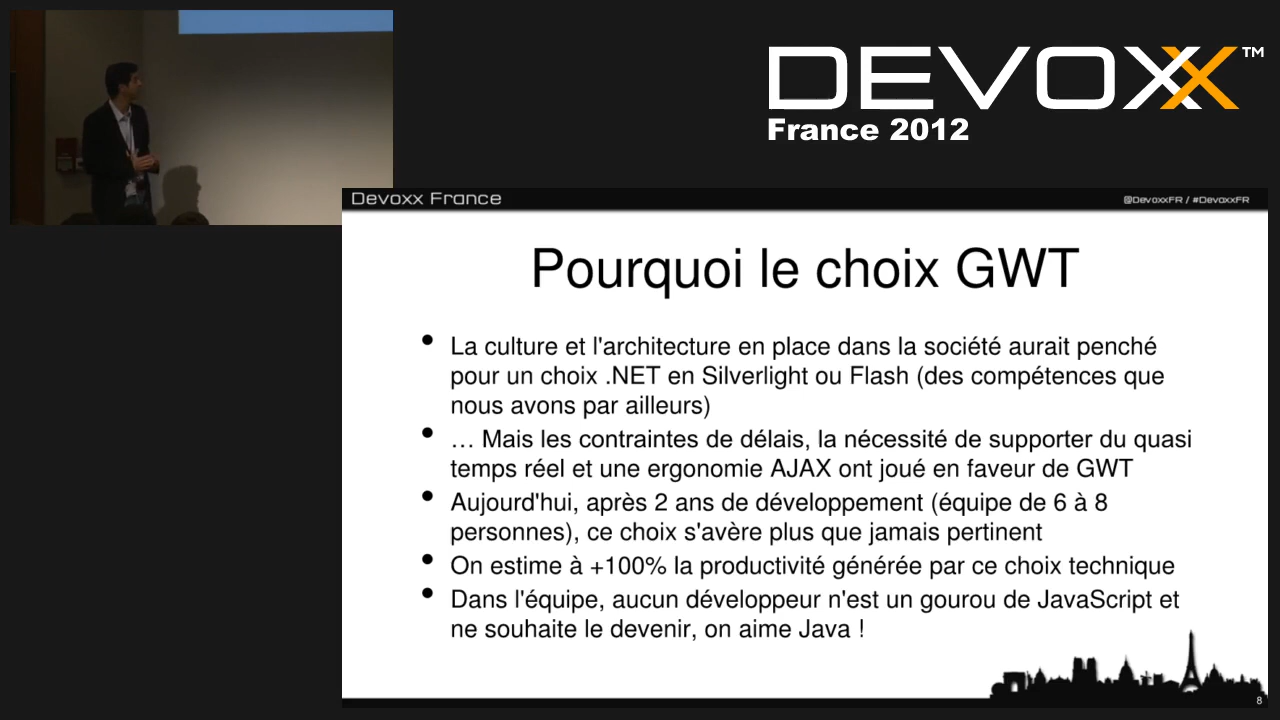 DEVOXX™
France 2012
Devoxx France
@DevoxxFR / #DevoxxFR
Pourquoi le choix GWT
• La culture et l'architecture en place dans la société aurait penché
pour un choix .NET en Silverlight ou Flash (des compétences que
nous avons par ailleurs)
• … Mais les contraintes de délais, la nécessité de supporter du quasi
temps réel et une ergonomie AJAX ont joué en faveur de GWT
• Aujourd'hui, après 2 ans de développement (équipe de 6 à 8
personnes), ce choix s'avère plus que jamais pertinent
• On estime à +100% la productivité générée par ce choix technique
• Dans l'équipe, aucun développeur n'est un gourou de JavaScript et
ne souhaite le devenir, on aime Java !
8